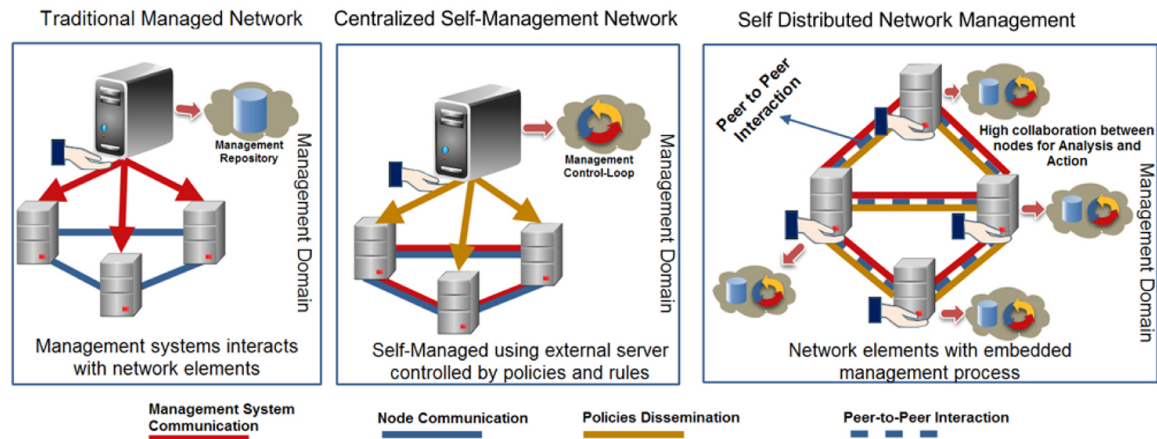 Traditional Managed Network
Management
Repository
Management Domain
Management systems interacts
with network elements
Centralized Self-Management Network
Management
Control-Loop
Management Domain
Self-Managed using external server
controlled by policies and rules
Self Distributed Network Management
Peer to Peer
Interaction
High collaboration between
nodes for Analysis and
Action
Management Domain
Network elements with embedded
management process
Management System
Communication
Node Communication
Policies Dissemination
Peer-to-Peer Interaction